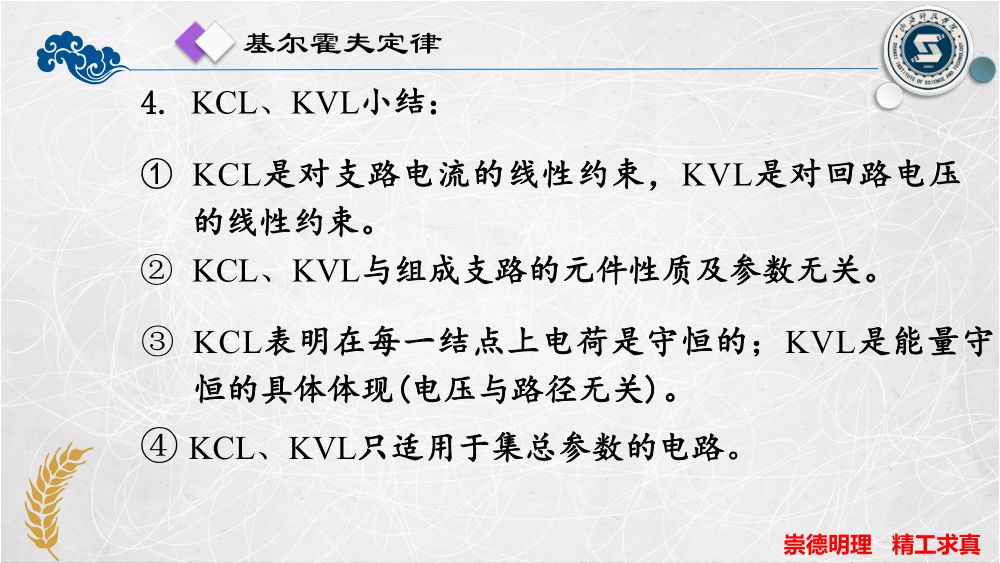 基尔霍夫定律
4. KCL、KVL小结：
① KCL是对支路电流的线性约束，KVL是对回路电压
的线性约束。
② KCL、KVL与组成支路的元件性质及参数无关。
③ KCL表明在每一结点上电荷是守恒的；KVL是能量守
恒的具体体现(电压与路径无关)。
④ KCL、KVL只适用于集总参数的电路。
崇德明理 精工求真